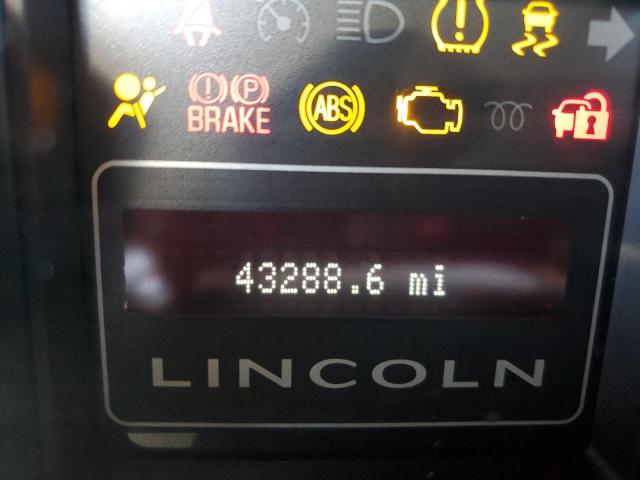 ! 
P
BRAKE
ABS
43288.6 mi
LINCOLN